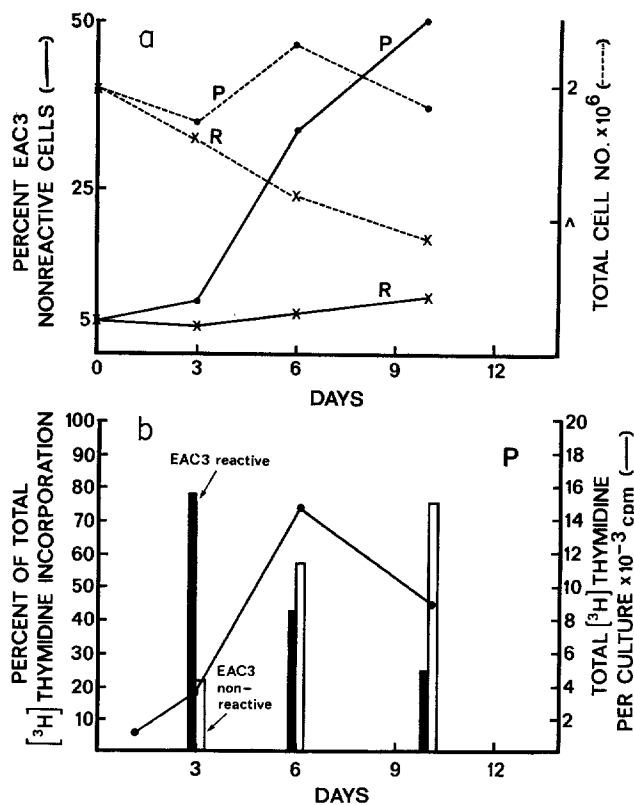 a
PERCENT EAC3
NONREACTIVE CELLS (——)
50
25
5
P
P
R
R
2
^
TOTAL CELL NO. ×10⁶ (-----)
0
3
6
9
12
DAYS
b
P
PERCENT OF TOTAL
[³H] THYMIDINE INCORPORATION
100
90
80
70
60
50
40
30
20
10
EAC3 reactive
EAC3
non-
reactive
20
18
16
14
12
10
8
6
4
2
TOTAL [³H] THYMIDINE
PER CULTURE ×10⁻³ cpm (——)
3
6
9
12
DAYS